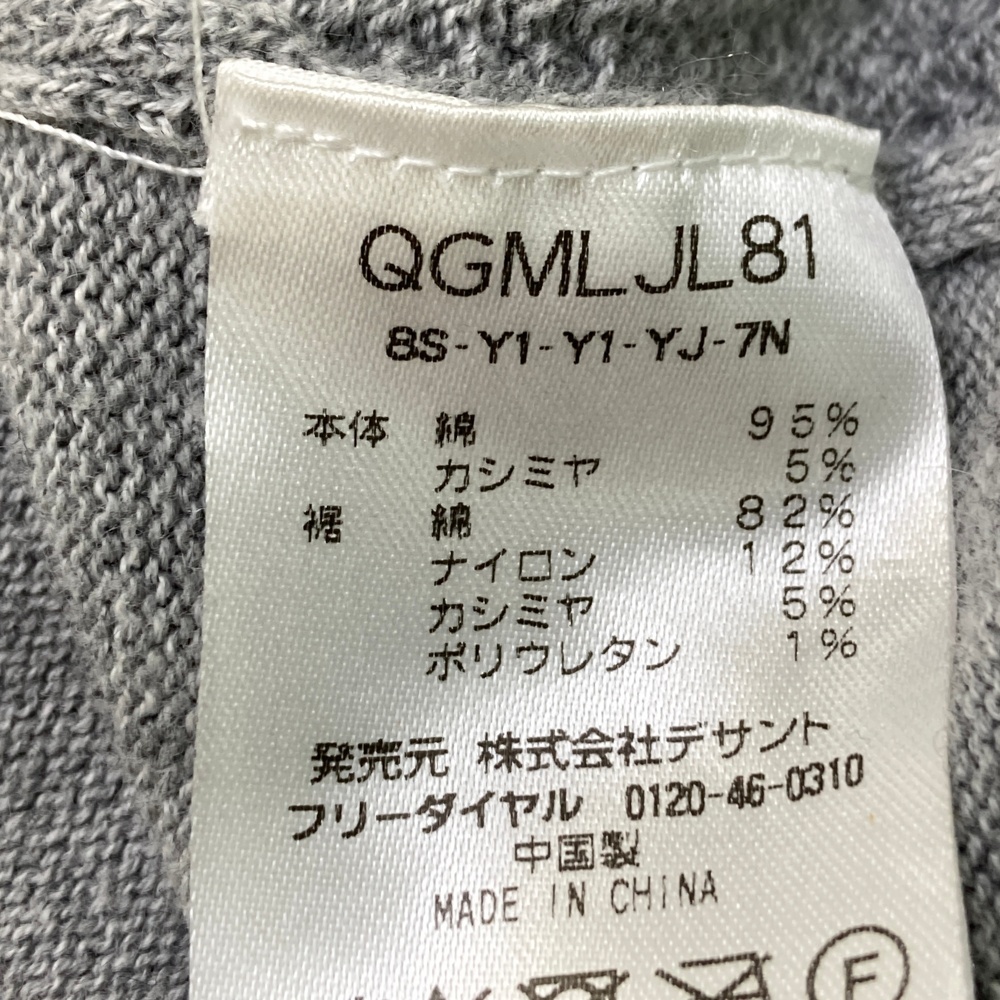 QGMLJL81
8S-Y1-Y1-YJ-7N
本体 綿 95%
カシミヤ 5%
裾 綿 82%
ナイロン 12%
カシミヤ 5%
ポリウレタン 1%
発売元 株式会社デサント
フリーダイヤル 0120-46-0310
中国製
MADE IN CHINA
F